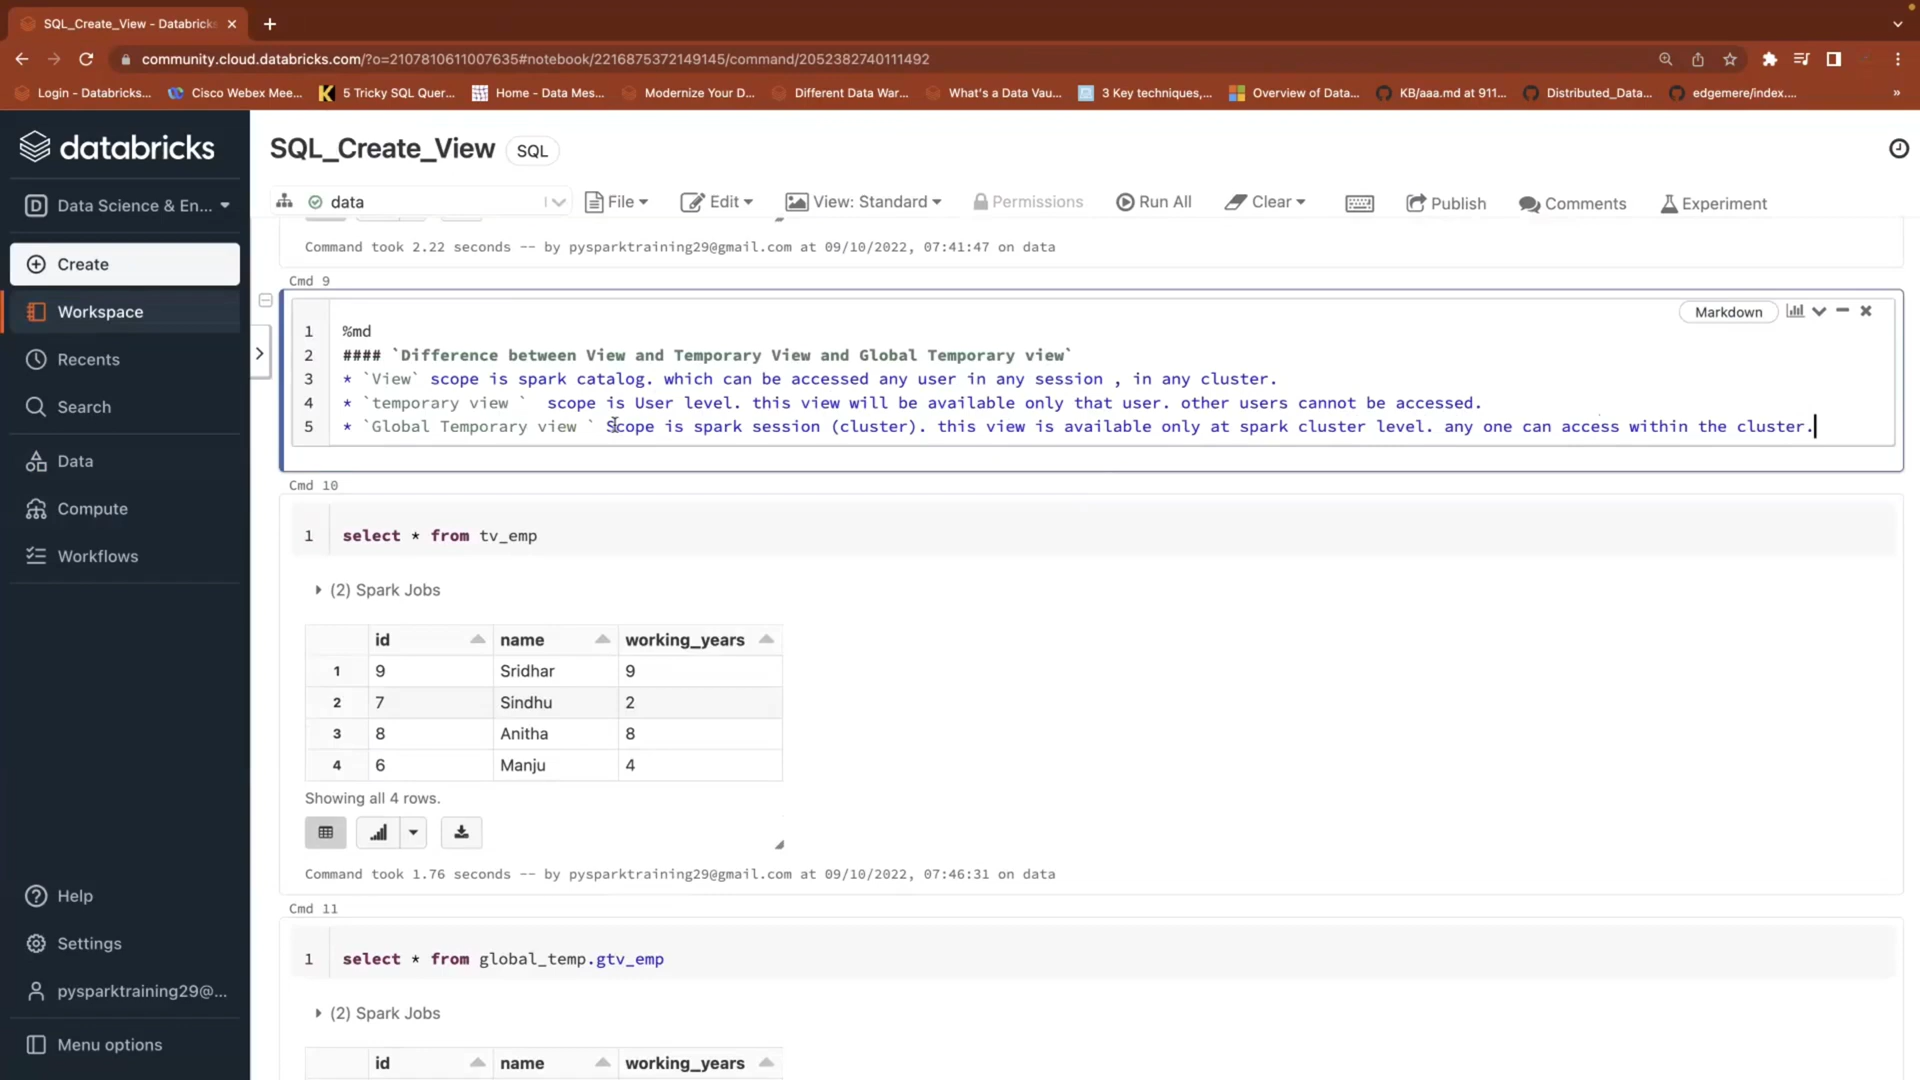 SQL_Create_View - Databricks
community.cloud.databricks.com/?o=2107810611007635#notebook/2216875372149145/command/2052382740111492
Login - Databricks... Cisco Webex Mee... 5 Tricky SQL Quer... Home - Data Mes... Modernize Your D... Different Data War... What's a Data Vau... 3 Key techniques,... Overview of Data... KB/aaa.md at 911... Distributed_Data... edgemere/index.... »
databricks
Data Science & En...
Create
Workspace
Recents
Search
Data
Compute
Workflows
Help
Settings
pysparktraining29@...
Menu options
SQL_Create_View SQL
data File Edit View: Standard Permissions Run All Clear Publish Comments Experiment
Command took 2.22 seconds -- by pysparktraining29@gmail.com at 09/10/2022, 07:41:47 on data
Cmd 9
Markdown
1 %md
2 #### `Difference between View and Temporary View and Global Temporary view`
3 * `View` scope is spark catalog. which can be accessed any user in any session , in any cluster.
4 * `temporary view ` scope is User level. this view will be available only that user. other users cannot be accessed.
5 * `Global Temporary view ` Scope is spark session (cluster). this view is available only at spark cluster level. any one can access within the cluster.
Cmd 10
1 select * from tv_emp
(2) Spark Jobs
id name working_years
1 9 Sridhar 9
2 7 Sindhu 2
3 8 Anitha 8
4 6 Manju 4
Showing all 4 rows.
Command took 1.76 seconds -- by pysparktraining29@gmail.com at 09/10/2022, 07:46:31 on data
Cmd 11
1 select * from global_temp.gtv_emp
(2) Spark Jobs
id name working_years